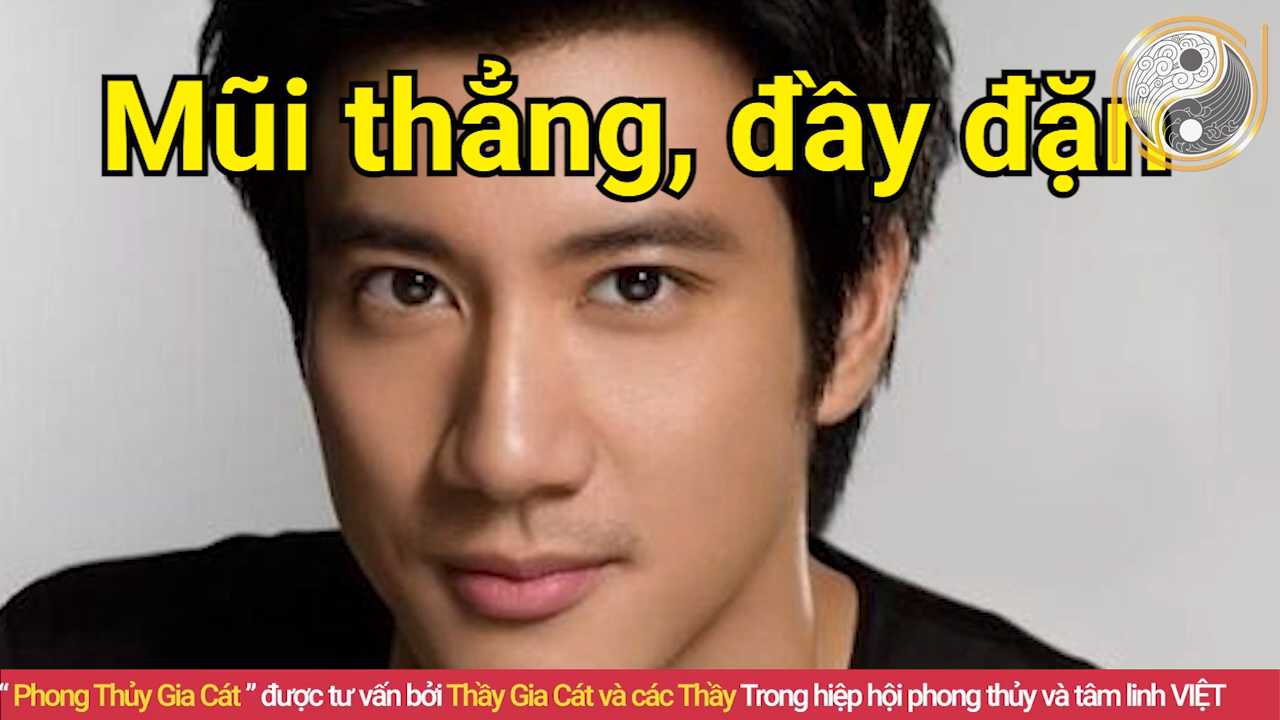 Mũi thẳng, đầy đặn
“ Phong Thủy Gia Cát ” được tư vấn bởi Thầy Gia Cát và các Thầy Trong hiệp hội phong thủy và tâm linh VIỆT